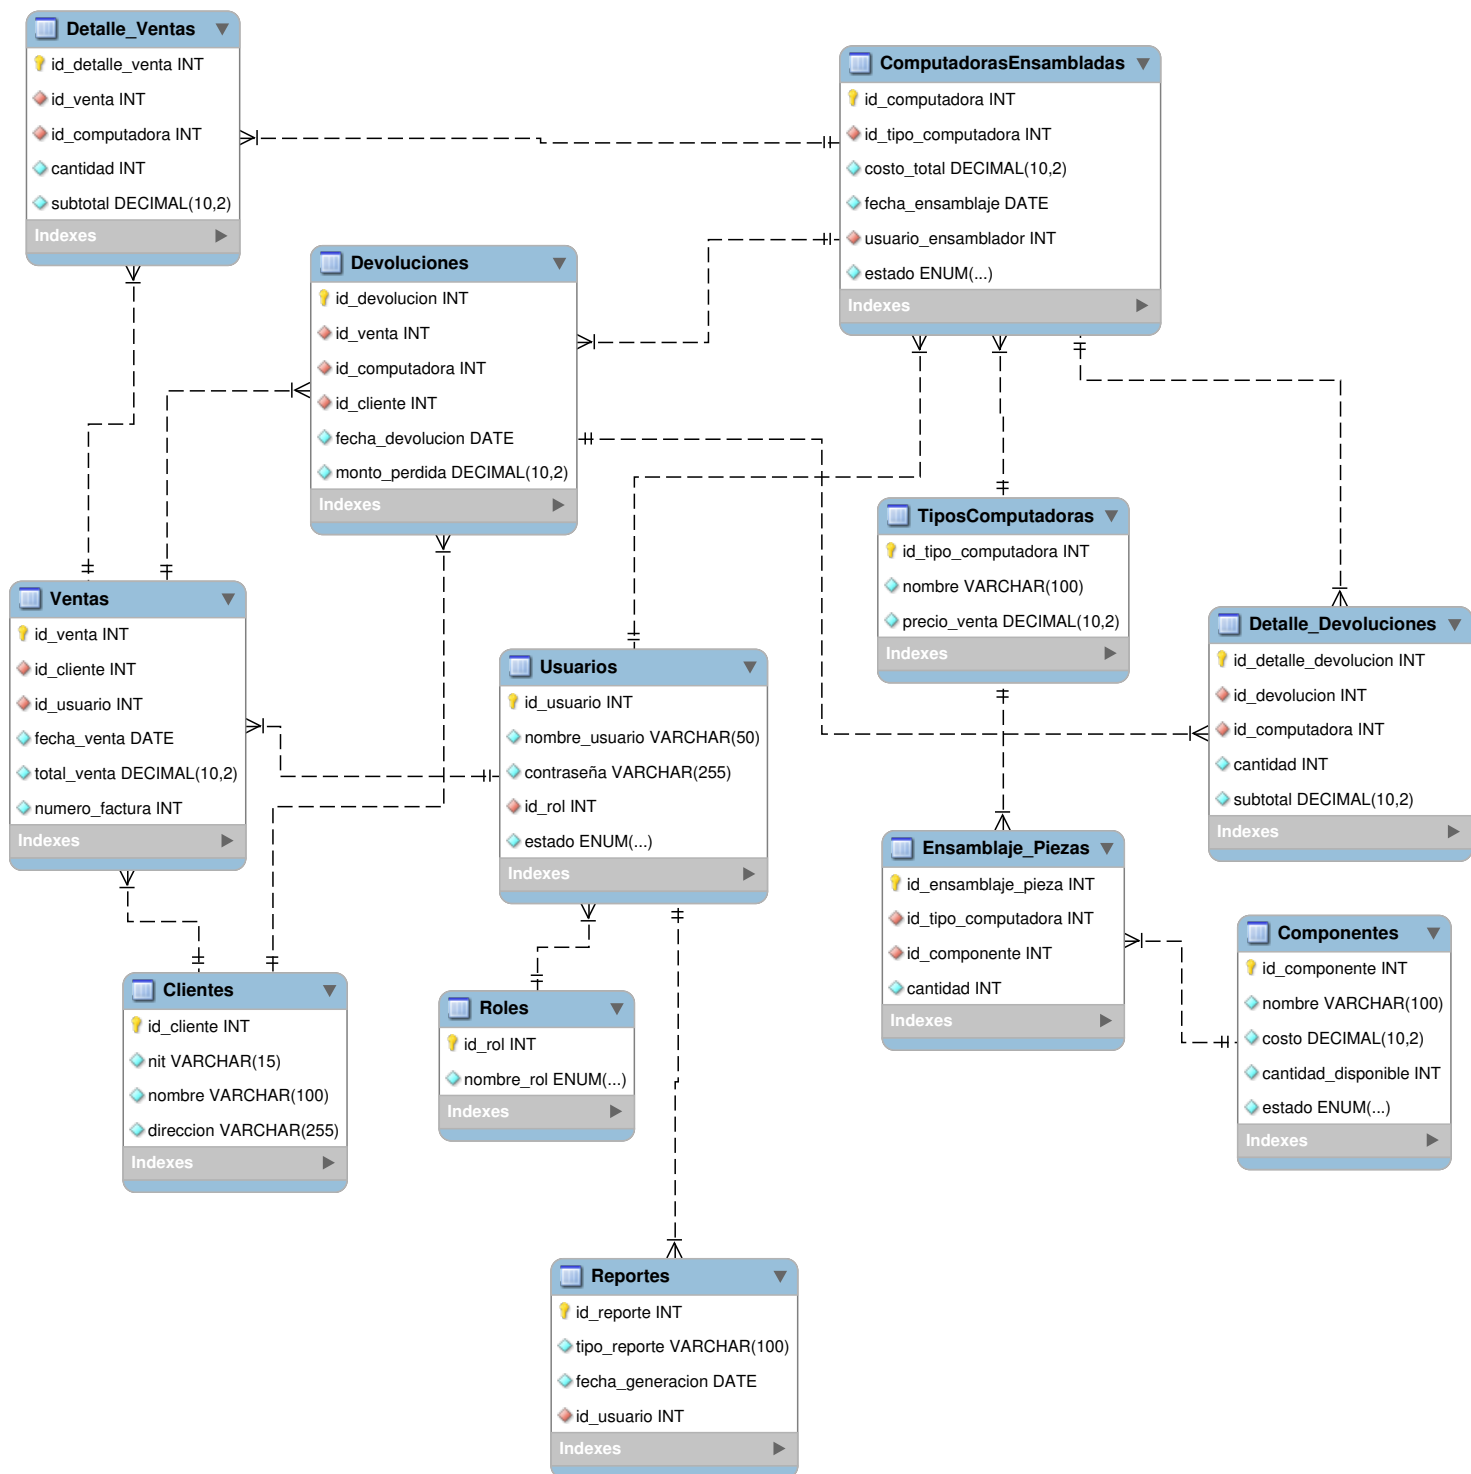 Detalle_Ventas
id_detalle_venta INT
id_venta INT
id_computadora INT
cantidad INT
subtotal DECIMAL(10,2)
Indexes
ComputadorasEnsambladas
id_computadora INT
id_tipo_computadora INT
costo_total DECIMAL(10,2)
fecha_ensamblaje DATE
usuario_ensamblador INT
estado ENUM(...)
Indexes
Devoluciones
id_devolucion INT
id_venta INT
id_computadora INT
id_cliente INT
fecha_devolucion DATE
monto_perdida DECIMAL(10,2)
Indexes
TiposComputadoras
id_tipo_computadora INT
nombre VARCHAR(100)
precio_venta DECIMAL(10,2)
Indexes
Ventas
id_venta INT
id_cliente INT
id_usuario INT
fecha_venta DATE
total_venta DECIMAL(10,2)
numero_factura INT
Indexes
Usuarios
id_usuario INT
nombre_usuario VARCHAR(50)
contraseña VARCHAR(255)
id_rol INT
estado ENUM(...)
Indexes
Detalle_Devoluciones
id_detalle_devolucion INT
id_devolucion INT
id_computadora INT
cantidad INT
subtotal DECIMAL(10,2)
Indexes
Ensamblaje_Piezas
id_ensamblaje_pieza INT
id_tipo_computadora INT
id_componente INT
cantidad INT
Indexes
Componentes
id_componente INT
nombre VARCHAR(100)
costo DECIMAL(10,2)
cantidad_disponible INT
estado ENUM(...)
Indexes
Clientes
id_cliente INT
nit VARCHAR(15)
nombre VARCHAR(100)
direccion VARCHAR(255)
Indexes
Roles
id_rol INT
nombre_rol ENUM(...)
Indexes
Reportes
id_reporte INT
tipo_reporte VARCHAR(100)
fecha_generacion DATE
id_usuario INT
Indexes